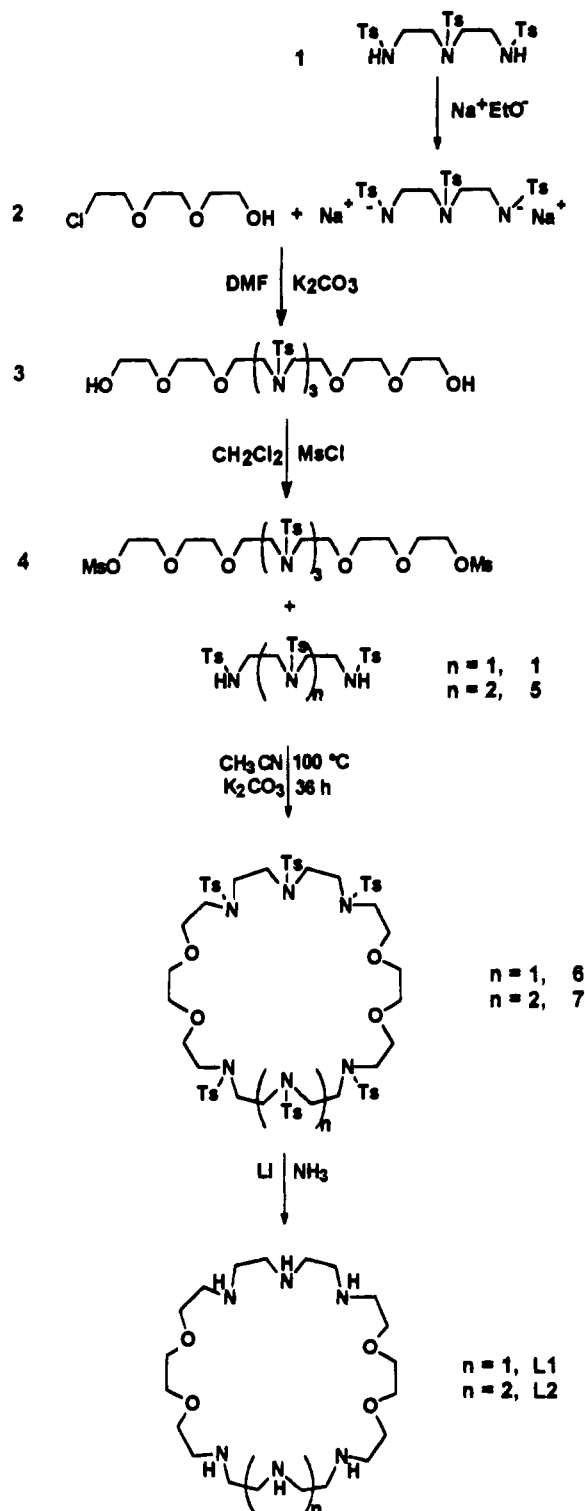 Ts Ts Ts
1 HN N NH
Na⁺EtO⁻
Ts Ts Ts
2 Cl O O OH + Na⁺ ⁻N N N⁻ Na⁺
DMF K₂CO₃
Ts
3 HO O O ( N )₃ O O OH
CH₂Cl₂ MsCl
Ts
4 MsO O O ( N )₃ O O OMs
+
Ts Ts Ts
HN ( N )n NH
n = 1, 1
n = 2, 5
CH₃CN 100 °C
K₂CO₃ 36 h
Ts
Ts N N N Ts
O O
O O
n = 1, 6
n = 2, 7
N ( N )n N
Ts Ts Ts
Li NH₃
H
H N N N H
O O
O O
n = 1, L1
n = 2, L2
N ( N )n N
H H H